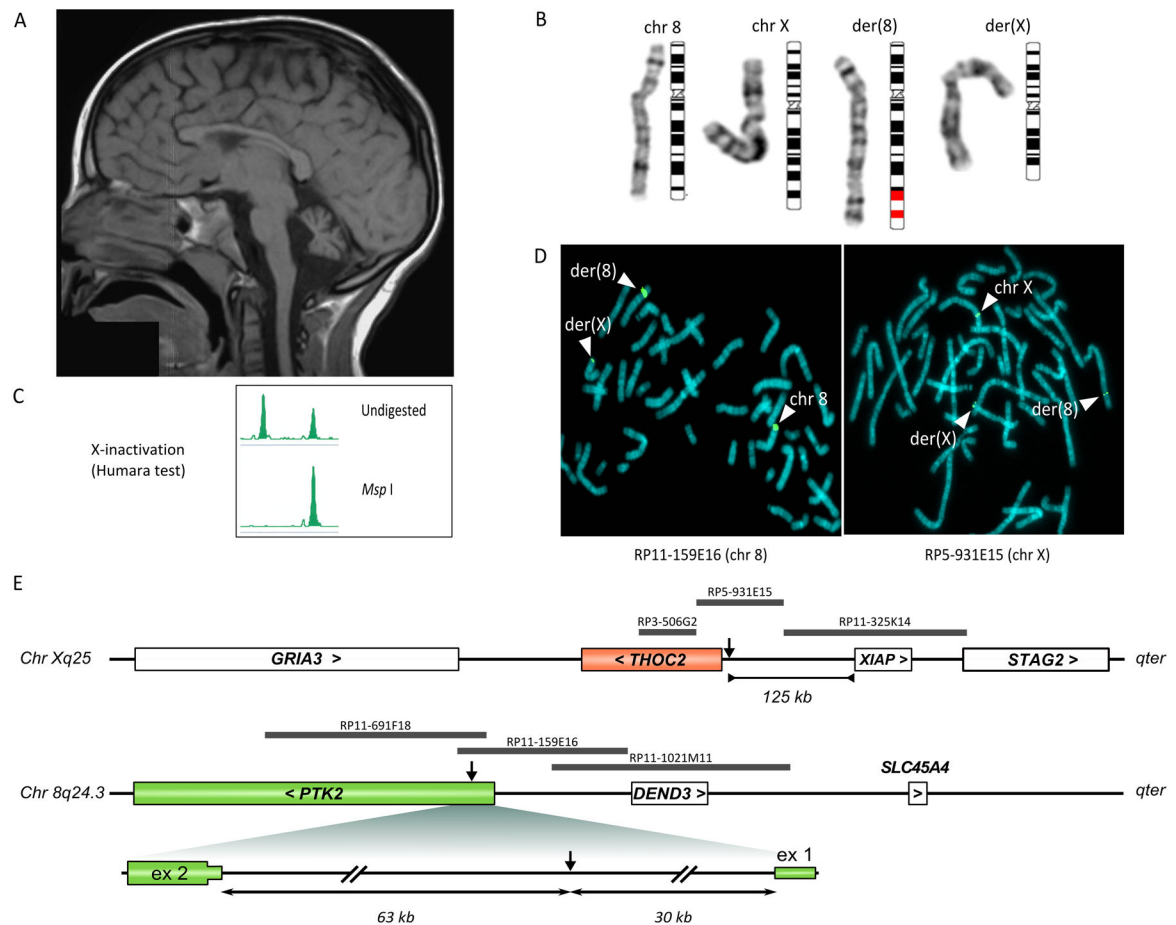 A
B
chr 8
chr X
der(8)
der(X)
C
X-inactivation
(Humara test)
Undigested
Msp I
D
der(8)
der(X)
chr 8
chr X
der(8)
der(X)
RP11-159E16 (chr 8)
RP5-931E15 (chr X)
E
RP5-931E15
RP3-506G2
RP11-325K14
Chr Xq25
GRIA3 >
< THOC2
XIAP >
STAG2 >
qter
125 kb
RP11-691F18
RP11-159E16
RP11-1021M11
SLC45A4
Chr 8q24.3
< PTK2
DEND3 >
>
qter
ex 2
ex 1
63 kb
30 kb